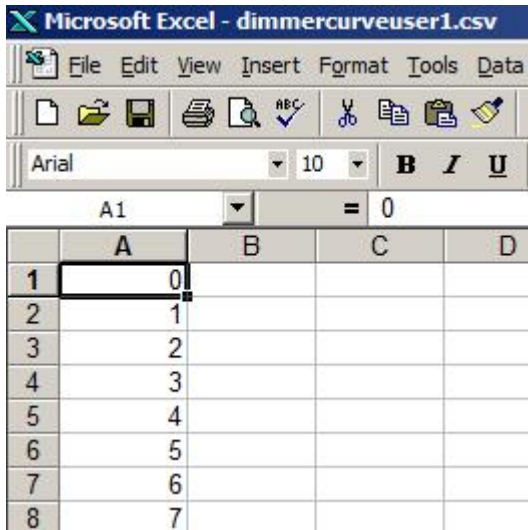 Microsoft Excel - dimmercurveuser1.csv
File Edit View Insert Format Tools Data
ABC
Arial 10 B I U
A1 = 0
A B C D
1 0
2 1
3 2
4 3
5 4
6 5
7 6
8 7